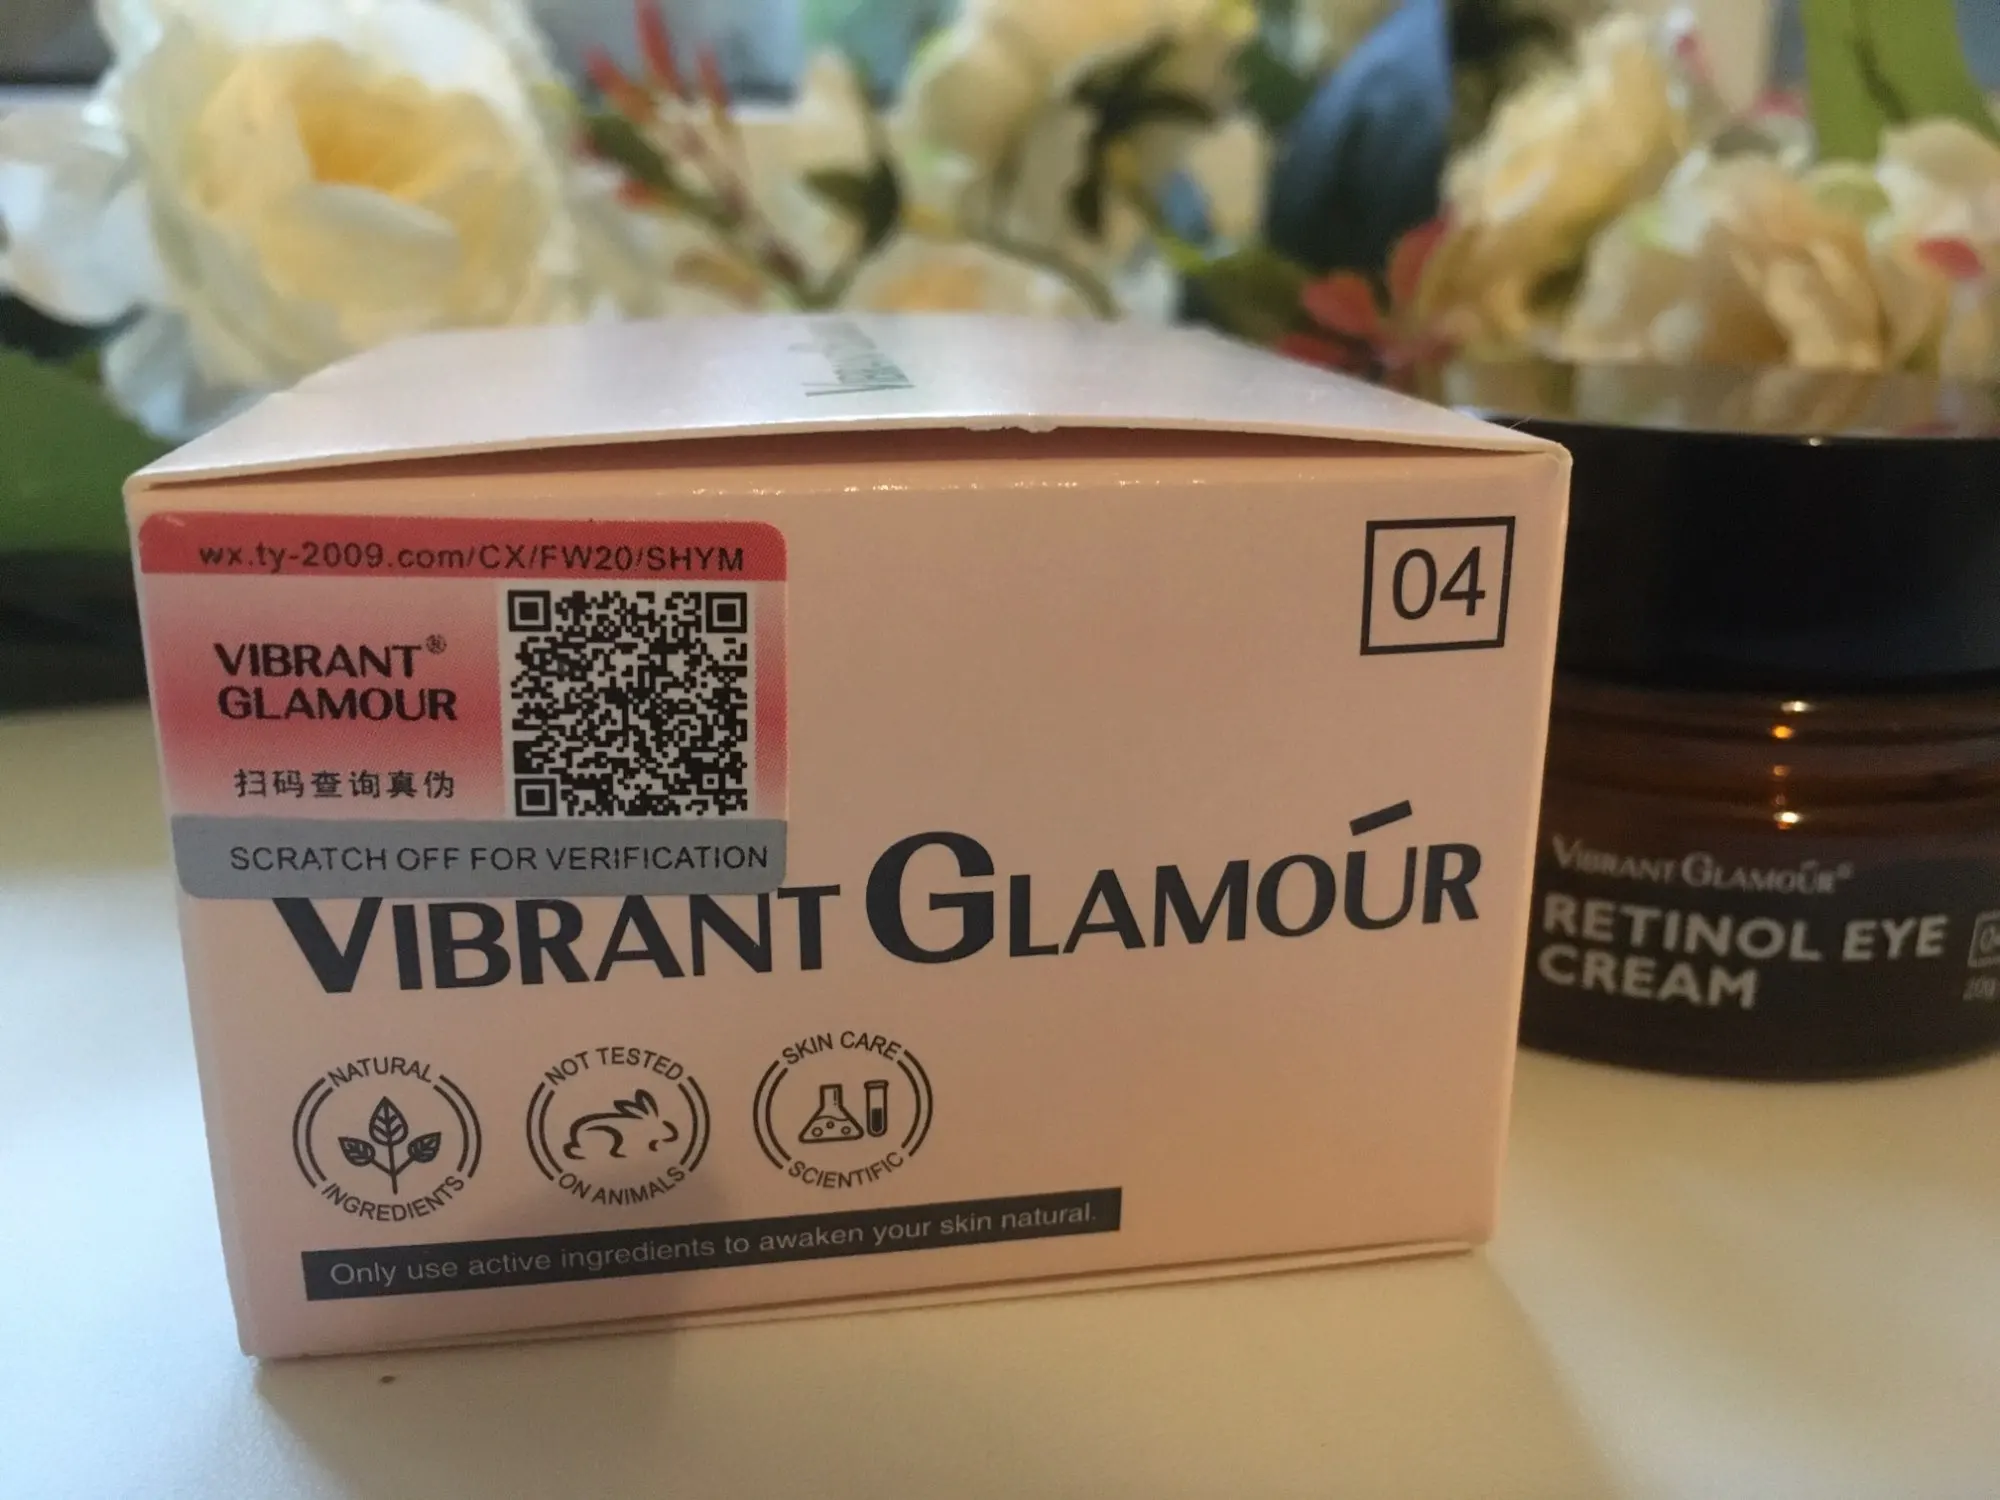 wx.ty-2009.com/CX/FW20/SHYM
VIBRANT®
GLAMOUR
扫码查询真伪
SCRATCH OFF FOR VERIFICATION
04
VIBRANT GLAMOÚR
NATURAL
INGREDIENTS
NOT TESTED
ON ANIMALS
SKIN CARE
SCIENTIFIC
Only use active ingredients to awaken your skin natural.
VIBRANT GLAMOÚR®
RETINOL EYE
CREAM